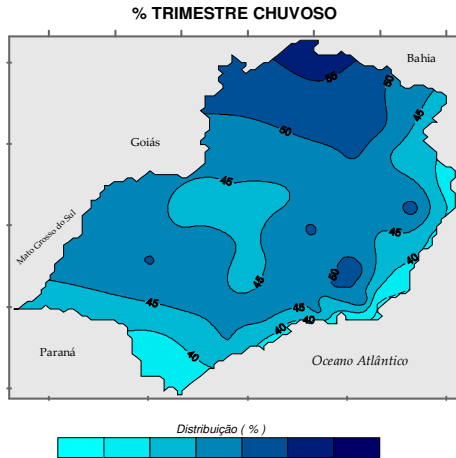 % TRIMESTRE CHUVOSO
Bahia
55
50
45
50
Goiás
45
45
Mato Grosso do Sul
40
45
50
45
45
40
40
40
Paraná
Oceano Atlântico
Distribuição ( % )